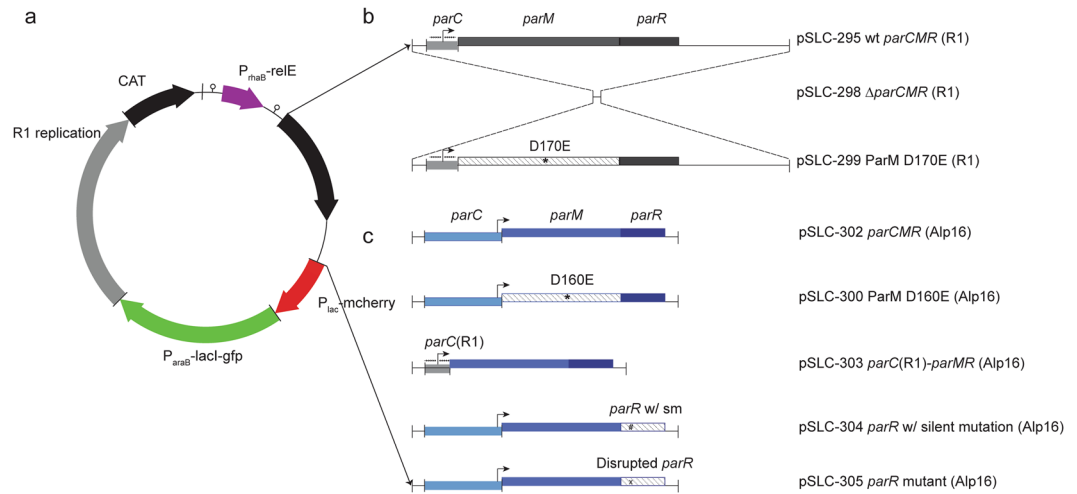 a
CAT
P_rhaB-relE
R1 replication
P_lac-mcherry
P_araB-lacI-gfp
b
parC parM parR
pSLC-295 wt parCMR (R1)
pSLC-298 ΔparCMR (R1)
D170E
*
pSLC-299 ParM D170E (R1)
c
parC parM parR
pSLC-302 parCMR (Alp16)
D160E
*
pSLC-300 ParM D160E (Alp16)
parC(R1)
pSLC-303 parC(R1)-parMR (Alp16)
parR w/ sm
#
pSLC-304 parR w/ silent mutation (Alp16)
Disrupted parR
x
pSLC-305 parR mutant (Alp16)